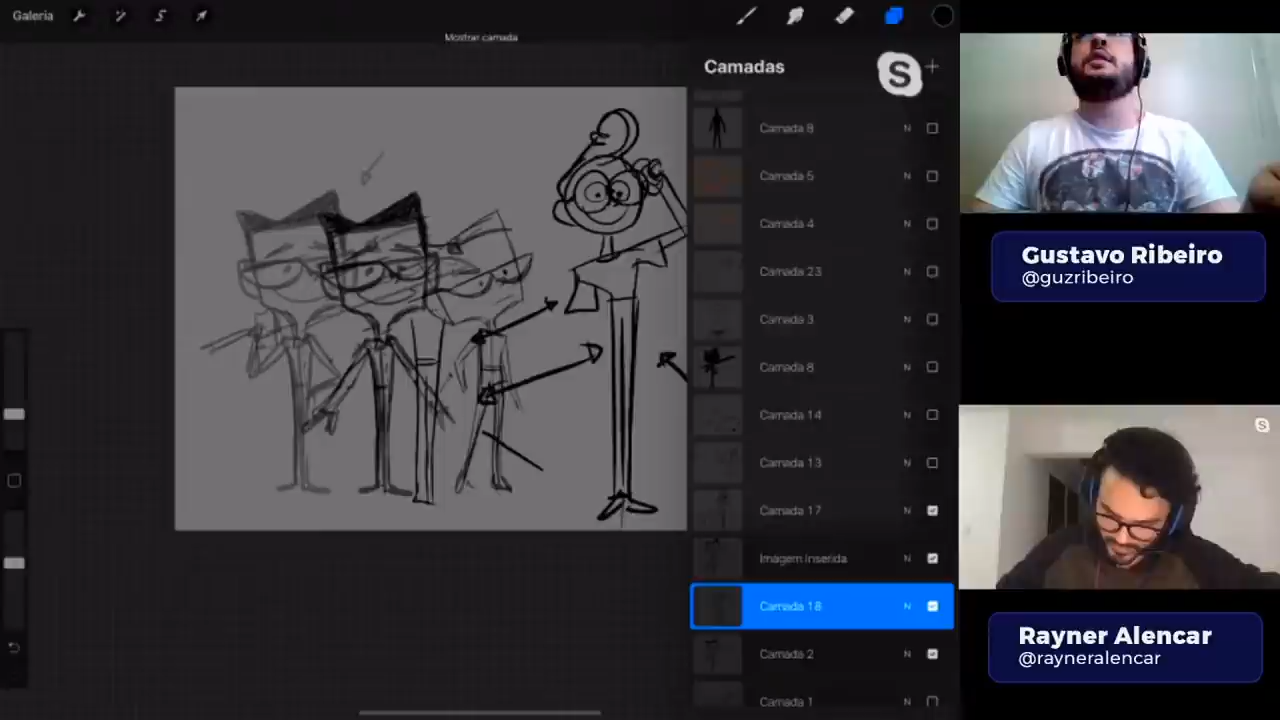 Galeria
Mostrar camada
Camadas
S
Camada 8 N
Camada 5 N
Camada 4 N
Camada 23 N
Camada 3 N
Camada 8 N
Camada 14 N
Camada 13 N
Camada 17 N
Imagem Inserida N
Camada 18 N
Camada 2 N
Camada 1
Gustavo Ribeiro
@guzribeiro
S
Rayner Alencar
@rayneralencar